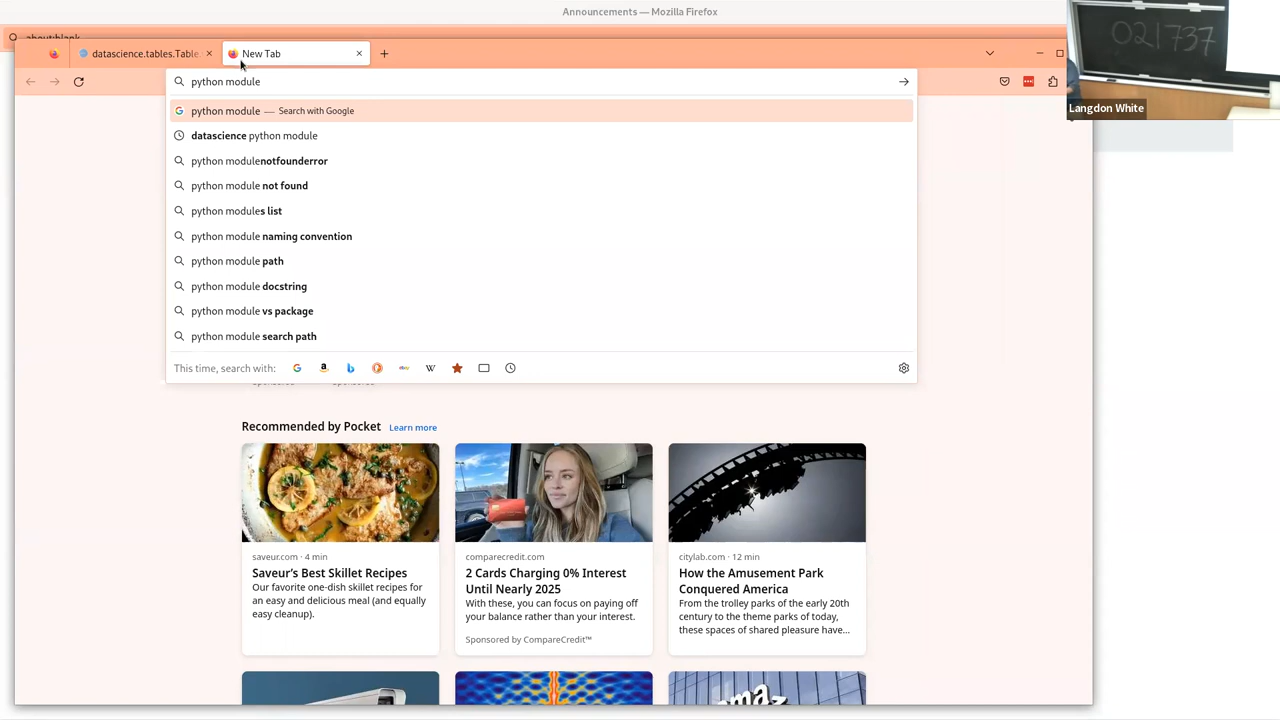 Announcements — Mozilla Firefox
about:blank
datascience.tables.Table.
New Tab
021737
Langdon White
python module
python module — Search with Google
datascience python module
python modulenotfounderror
python module not found
python modules list
python module naming convention
python module path
python module docstring
python module vs package
python module search path
This time, search with:
Recommended by Pocket
Learn more
saveur.com · 4 min
Saveur's Best Skillet Recipes
Our favorite one-dish skillet recipes for
an easy and delicious meal (and equally
easy cleanup).
comparecredit.com
2 Cards Charging 0% Interest
Until Nearly 2025
With these, you can focus on paying off
your balance rather than your interest.
Sponsored by CompareCredit™
citylab.com · 12 min
How the Amusement Park
Conquered America
From the trolley parks of the early 20th
century to the theme parks of today,
these spaces of shared pleasure have...